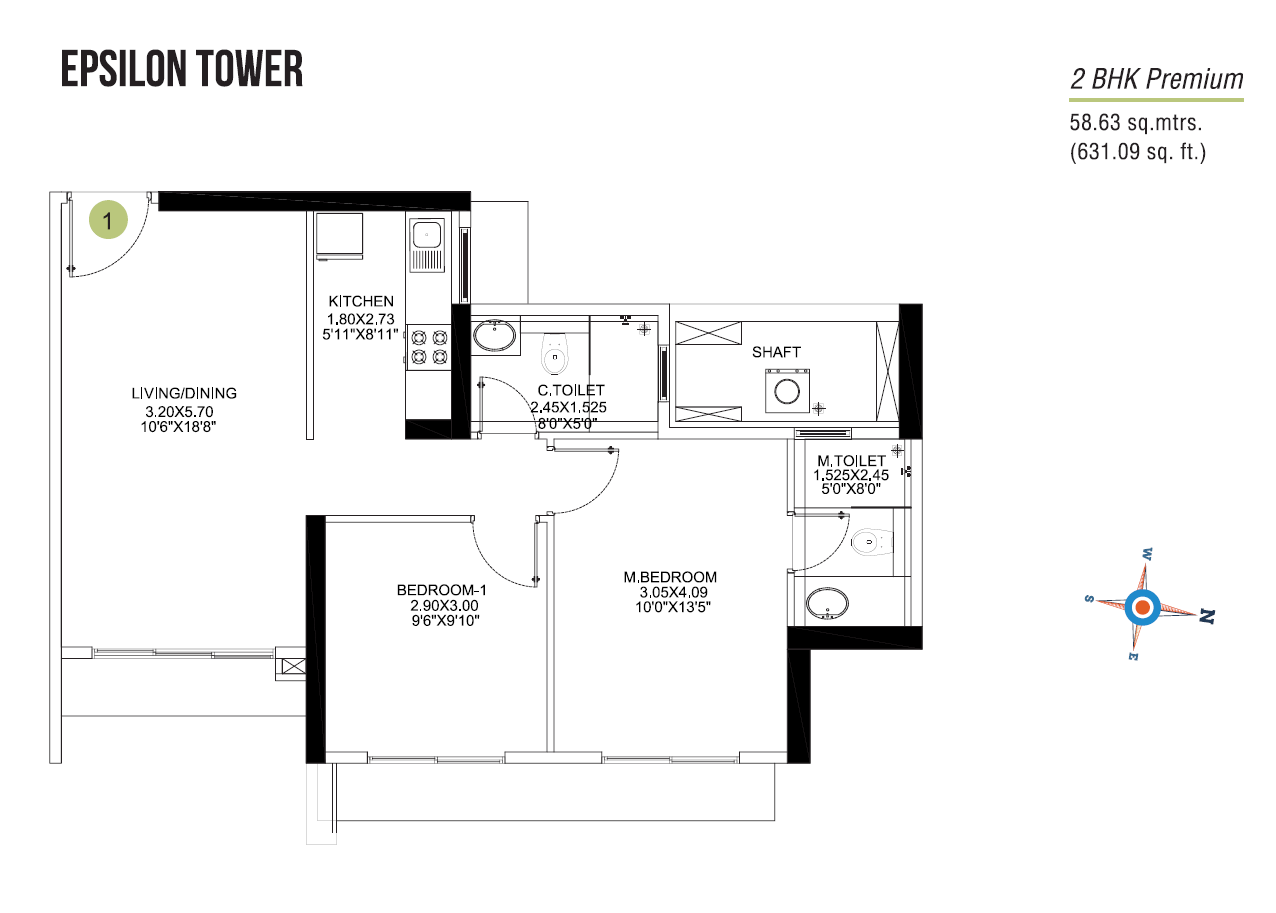 EPSILON TOWER
2 BHK Premium
58.63 sq.mtrs.
(631.09 sq. ft.)
1
KITCHEN
1.80X2.73
5'11"X8'11"
SHAFT
LIVING/DINING
3.20X5.70
10'6"X18'8"
C.TOILET
2.45X1.525
8'0"X5'0"
M.TOILET
1.525X2.45
5'0"X8'0"
BEDROOM-1
2.90X3.00
9'6"X9'10"
M.BEDROOM
3.05X4.09
10'0"X13'5"
W
S
N
E